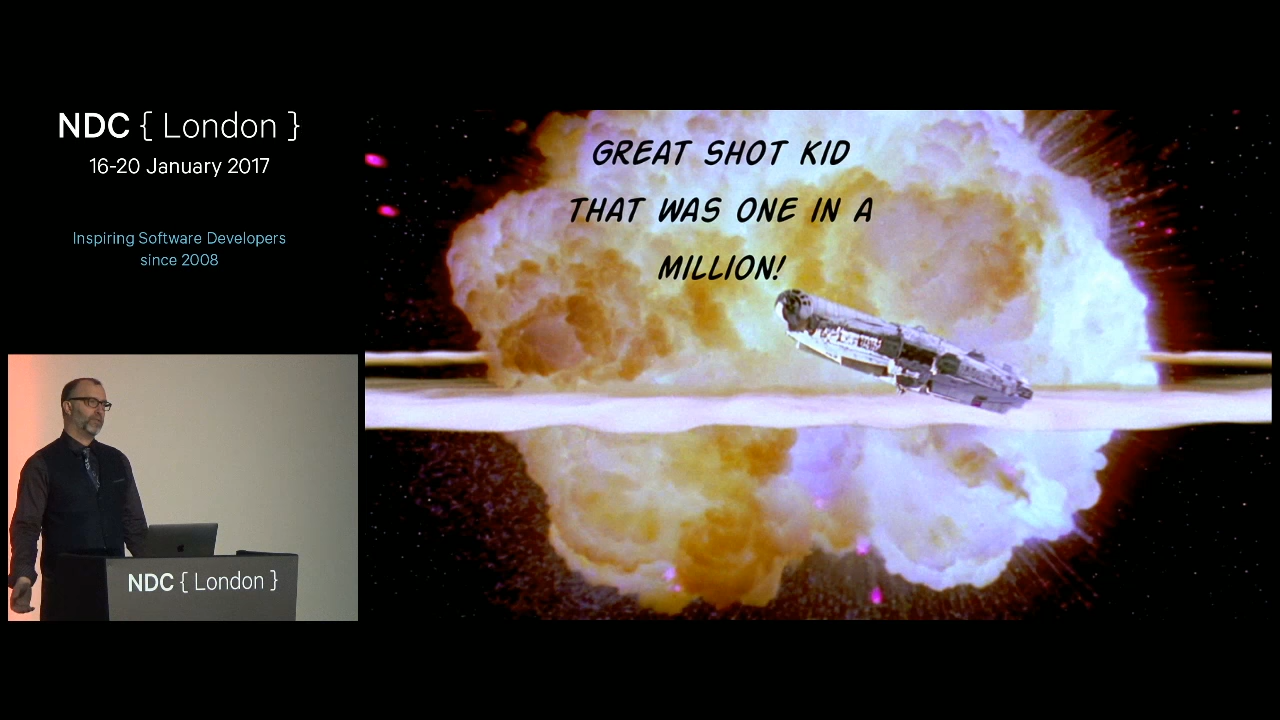 NDC { London }
16-20 January 2017
Inspiring Software Developers
since 2008
GREAT SHOT KID
THAT WAS ONE IN A
MILLION!
NDC { London }